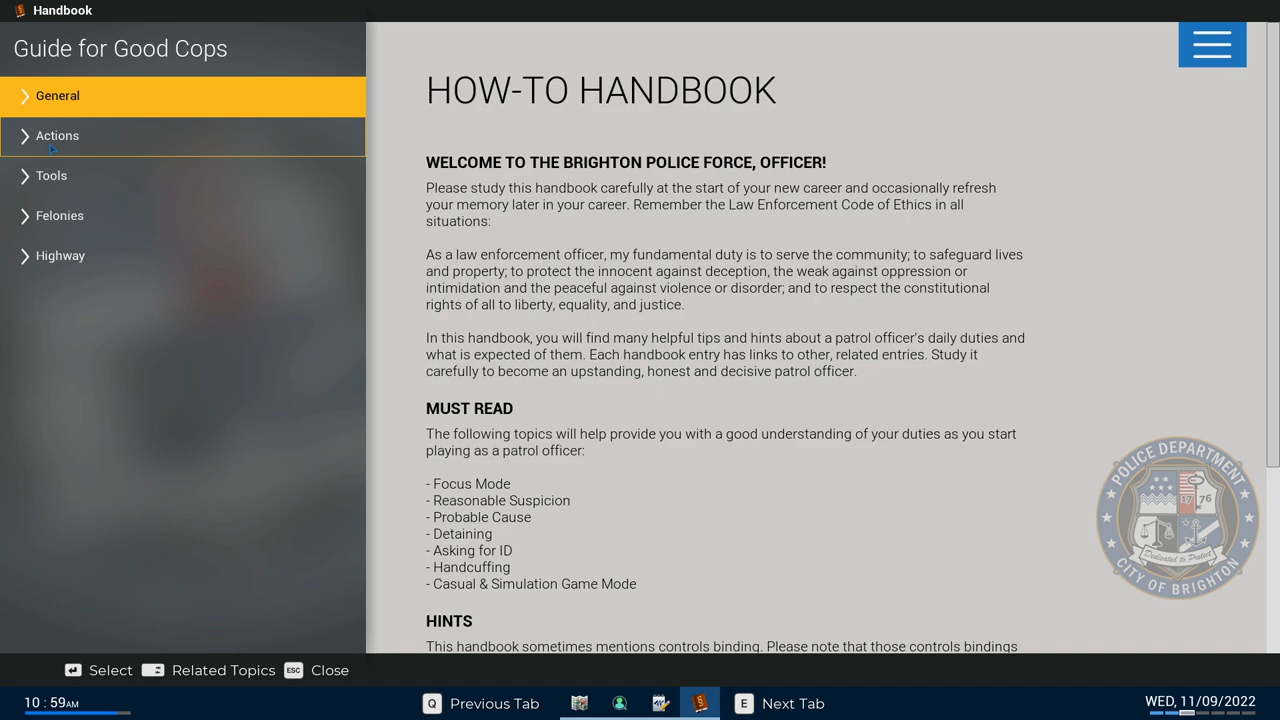 Handbook
Guide for Good Cops
General
Actions
Tools
Felonies
Highway
HOW-TO HANDBOOK
WELCOME TO THE BRIGHTON POLICE FORCE, OFFICER!
Please study this handbook carefully at the start of your new career and occasionally refresh
your memory later in your career. Remember the Law Enforcement Code of Ethics in all
situations:
As a law enforcement officer, my fundamental duty is to serve the community; to safeguard lives
and property; to protect the innocent against deception, the weak against oppression or
intimidation and the peaceful against violence or disorder; and to respect the constitutional
rights of all to liberty, equality, and justice.
In this handbook, you will find many helpful tips and hints about a patrol officer's daily duties and
what is expected of them. Each handbook entry has links to other, related entries. Study it
carefully to become an upstanding, honest and decisive patrol officer.
MUST READ
The following topics will help provide you with a good understanding of your duties as you start
playing as a patrol officer:
- Focus Mode
- Reasonable Suspicion
- Probable Cause
- Detaining
- Asking for ID
- Handcuffing
- Casual & Simulation Game Mode
HINTS
This handbook sometimes mentions controls binding. Please note that those controls bindings
POLICE DEPARTMENT
17 76
Dedicated to Protect
CITY OF BRIGHTON
Select
Related Topics
ESC Close
10 : 59AM
Q Previous Tab
E Next Tab
WED, 11/09/2022